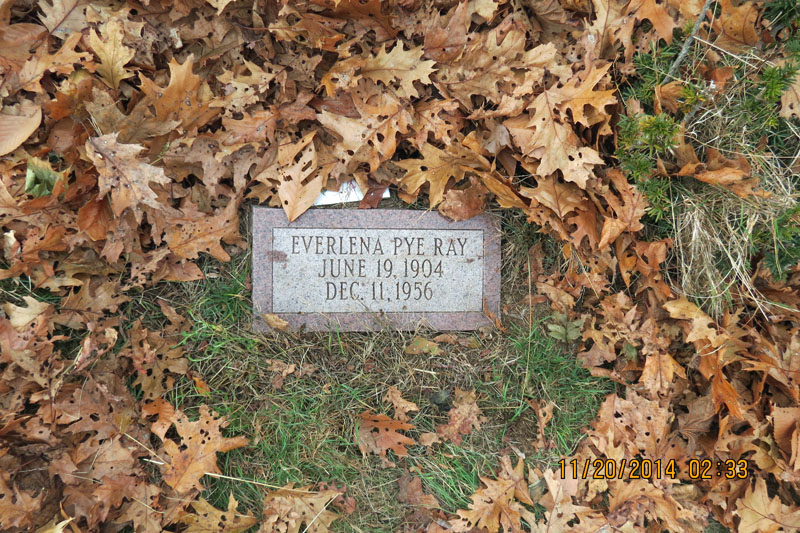 EVERLENA PYE RAY
JUNE 19, 1904
DEC. 11, 1956
11/20/2014 02:33